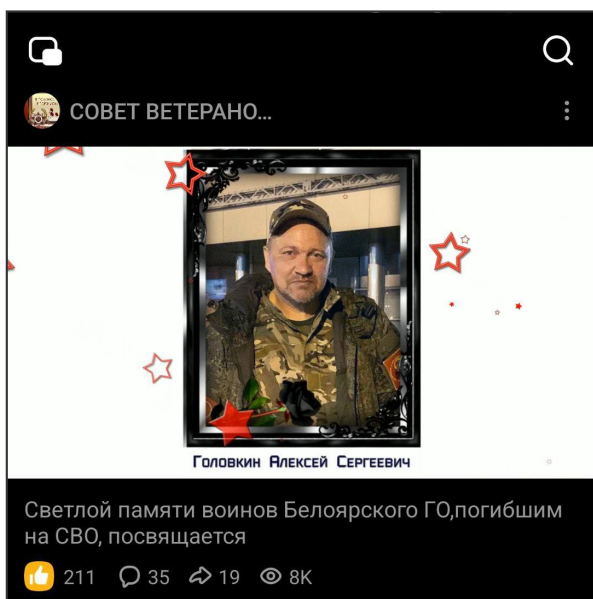 СОВЕТ ВЕТЕРАНО...
Головкин Алексей Сергеевич
Светлой памяти воинов Белоярского ГО,погибшим
на СВО, посвящается
211 35 19 8K